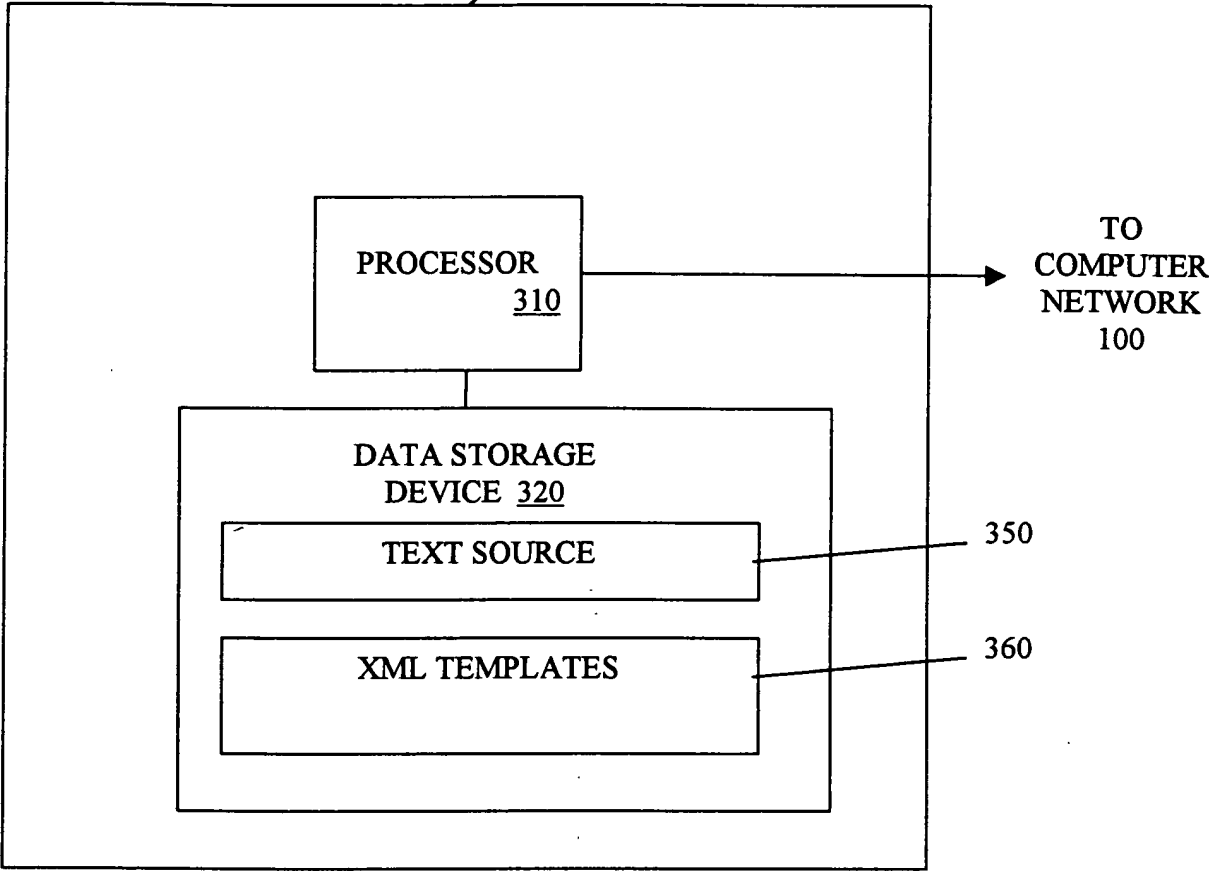 PROCESSOR
310
TO
COMPUTER
NETWORK
100
DATA STORAGE
DEVICE 320
TEXT SOURCE
350
XML TEMPLATES
360